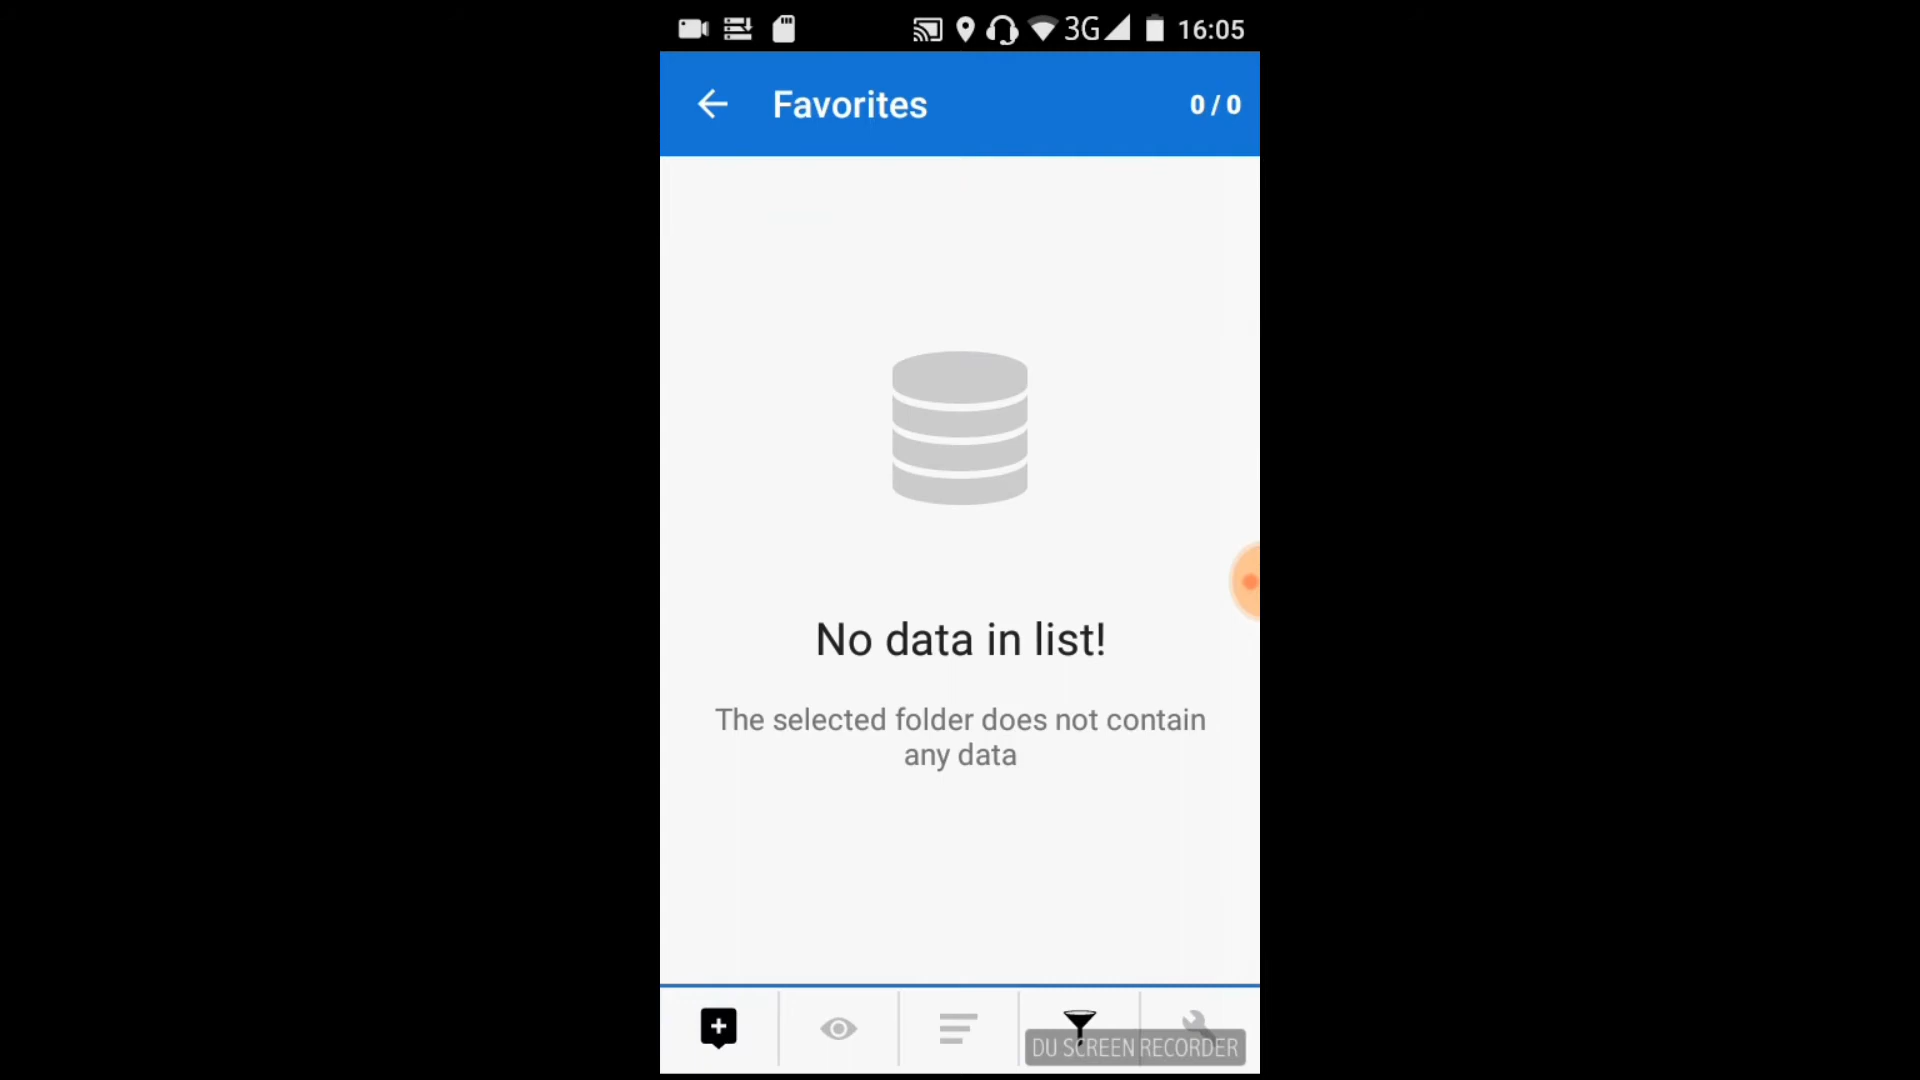 3G 16:05
Favorites 0 / 0
No data in list!
The selected folder does not contain
any data
DU SCREEN RECORDER